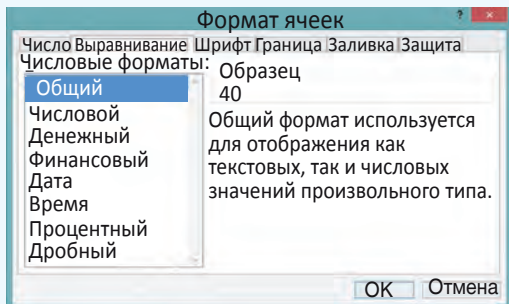 Формат ячеек
?
×
Число Выравнивание Шрифт Граница Заливка Защита
Числовые форматы:
Общий
Числовой
Денежный
Финансовый
Дата
Время
Процентный
Дробный
Образец
40
Общий формат используется
для отображения как
текстовых, так и числовых
значений произвольного типа.
OK Отмена